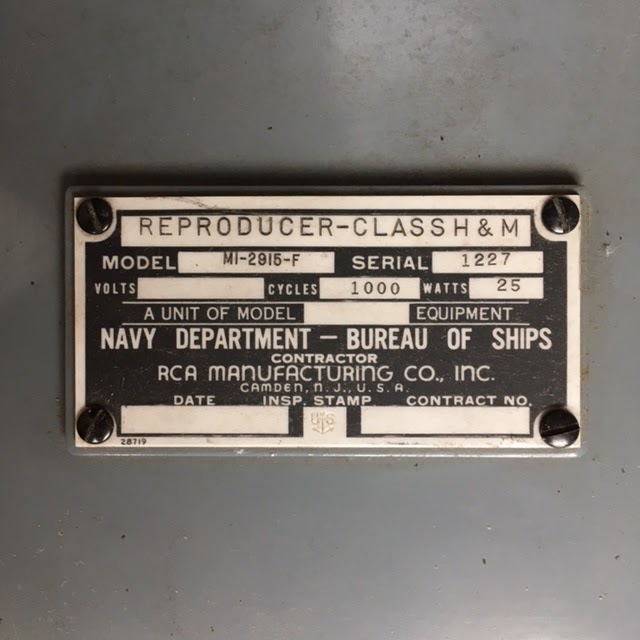 REPRODUCER-CLASS H & M
MODEL MI-2915-F SERIAL 1227
VOLTS CYCLES 1000 WATTS 25
A UNIT OF MODEL EQUIPMENT
NAVY DEPARTMENT — BUREAU OF SHIPS
CONTRACTOR
RCA MANUFACTURING CO., INC.
CAMDEN, N.J., U.S.A.
DATE INSP. STAMP CONTRACT NO.
US
28719